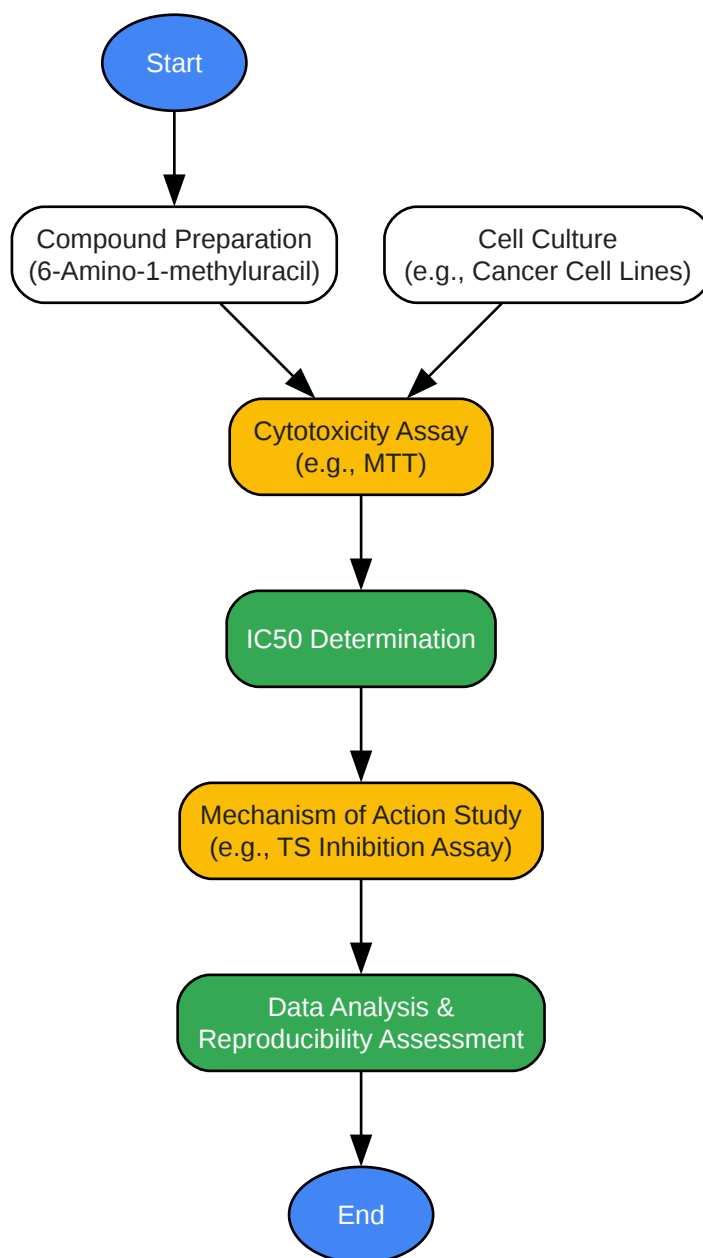 Start
Compound Preparation
(6-Amino-1-methyluracil)
Cell Culture
(e.g., Cancer Cell Lines)
Cytotoxicity Assay
(e.g., MTT)
IC50 Determination
Mechanism of Action Study
(e.g., TS Inhibition Assay)
Data Analysis &
Reproducibility Assessment
End